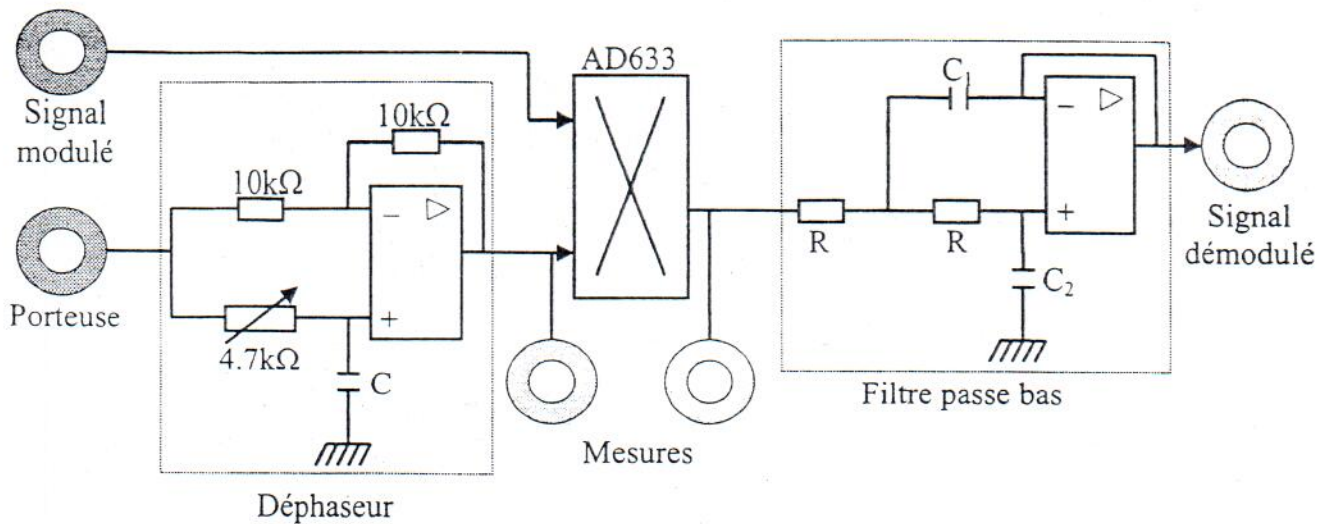 Signal
modulé
Porteuse
10kΩ
10kΩ
−
+
4.7kΩ
C
Déphaseur
AD633
Mesures
R
R
C₁
C₂
−
+
Filtre passe bas
Signal
démodulé